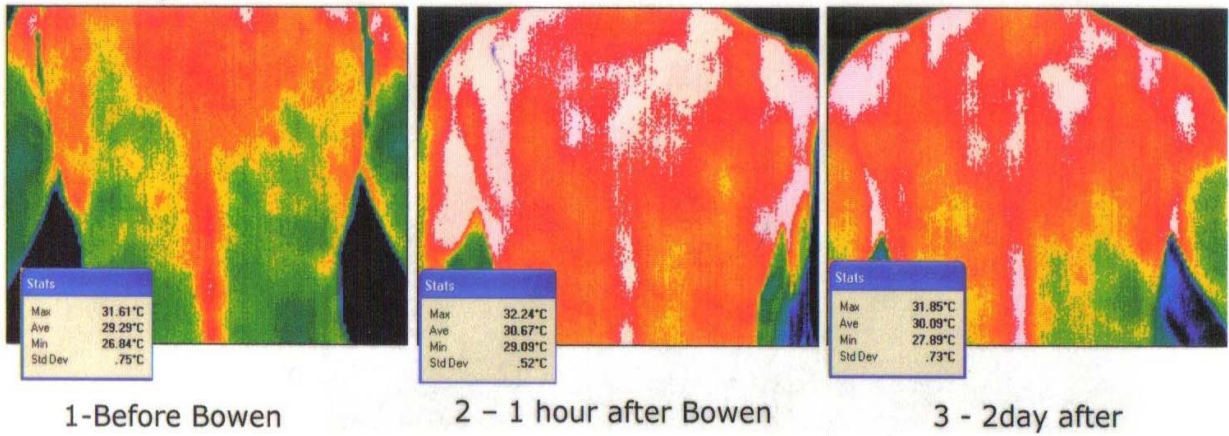 Stats
Max 31.61°C
Ave 29.29°C
Min 26.84°C
Std Dev .75°C
1-Before Bowen
Stats
Max 32.24°C
Ave 30.67°C
Min 29.09°C
Std Dev .52°C
2 – 1 hour after Bowen
Stats
Max 31.85°C
Ave 30.09°C
Min 27.89°C
Std Dev .73°C
3 - 2day after